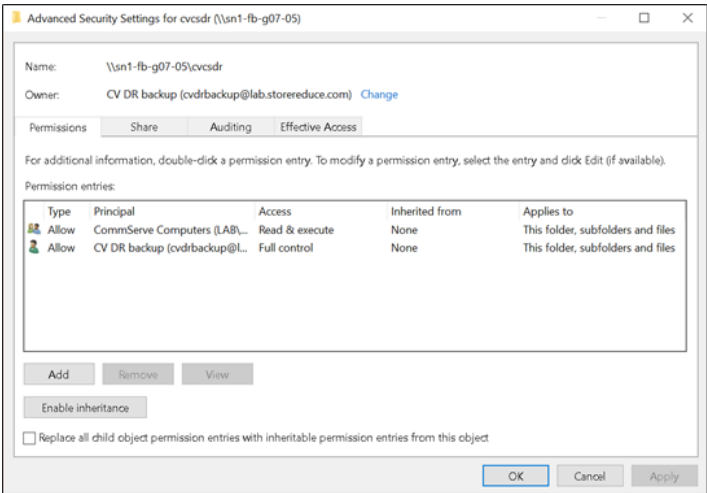 Advanced Security Settings for cvcsdr (\\sn1-fb-g07-05)
Name: \\sn1-fb-g07-05\cvcsdr
Owner: CV DR backup (cvdrbackup@lab.storereduce.com) Change
Permissions Share Auditing Effective Access
For additional information, double-click a permission entry. To modify a permission entry, select the entry and click Edit (if available).
Permission entries:
Type Principal Access Inherited from Applies to
Allow CommServe Computers (LAB\... Read & execute None This folder, subfolders and files
Allow CV DR backup (cvdrbackup@l... Full control None This folder, subfolders and files
Add Remove View
Enable inheritance
Replace all child object permission entries with inheritable permission entries from this object
OK Cancel Apply